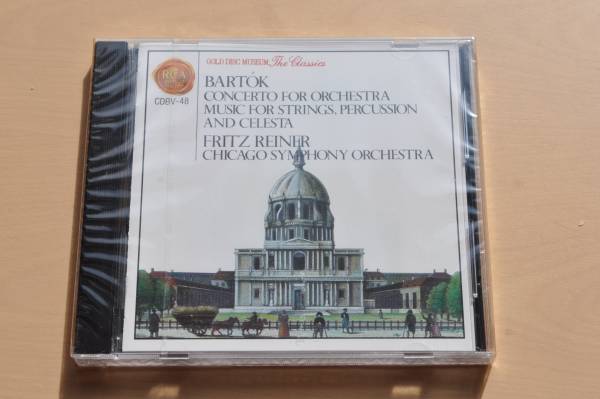 GOLD DISC MUSEUM The Classics
RCA
CDBV-48
BARTÓK
CONCERTO FOR ORCHESTRA
MUSIC FOR STRINGS, PERCUSSION
AND CELESTA
FRITZ REINER
CHICAGO SYMPHONY ORCHESTRA